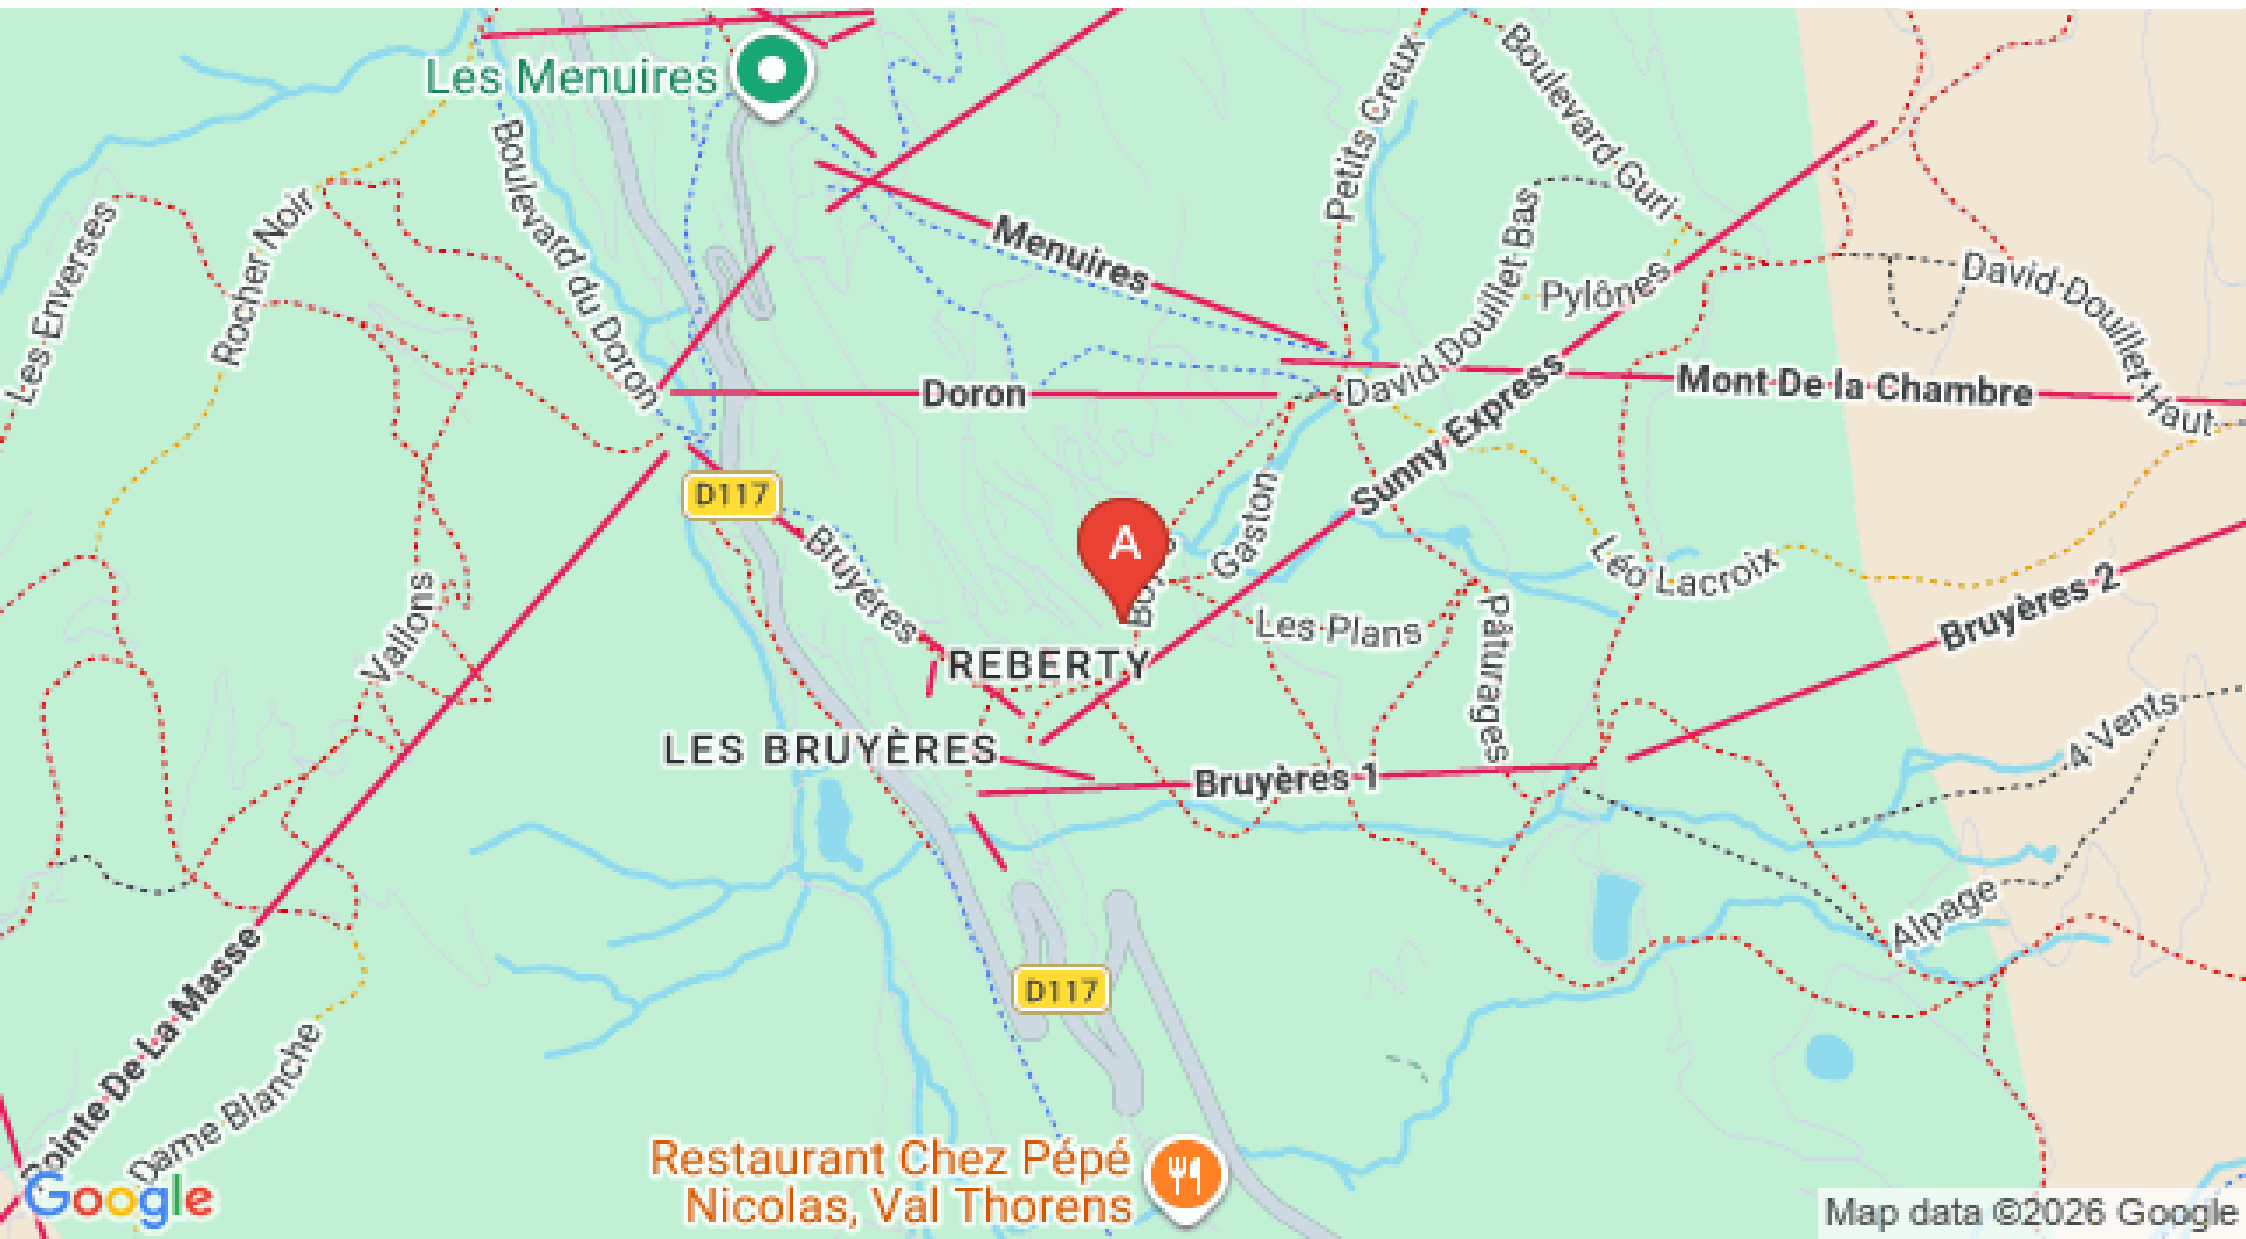 Les Menuires
Boulevard du Doron
Petits Creux
Boulevard Guri
Les Enverses
Rocher Noir
Menuires
David Douillet Bas
Pylônes
David Douillet Haut
Doron
Mont De la Chambre
Sunny Express
D117
A
Gaston
Bruyères
Léo Lacroix
Vallons
Les Plans
Pâturages
Bruyères 2
REBERTY
LES BRUYÈRES
Bruyères 1
4 Vents
Alpage
Pointe De La Masse
D117
Dame Blanche
Restaurant Chez Pépé
Nicolas, Val Thorens
Google
Map data ©2026 Google